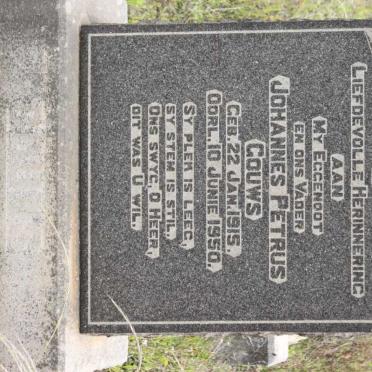 LIEFDEVOLLE HERINNERING
AAN
MY EGGENOOT
EN ONS VADER
JOHANNES PETRUS
GOUWS
GEB. 22 JAN. 1915.
OORL. 10 JUNIE 1950.
SY PLEK IS LEEG,
SY STEM IS STIL,
ONS SWYG, O HEER,
DIT WAS U WIL.